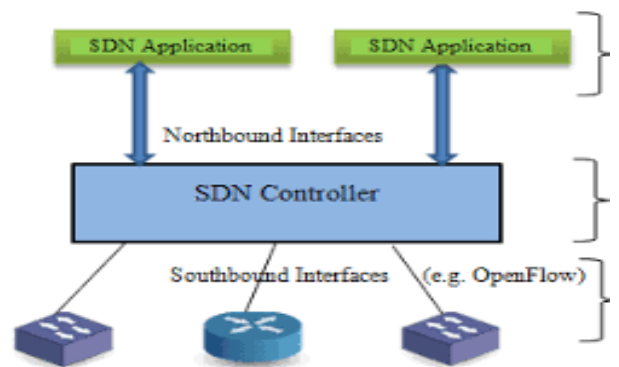 SDN Application
SDN Application
Northbound Interfaces
SDN Controller
Southbound Interfaces (e.g. OpenFlow)